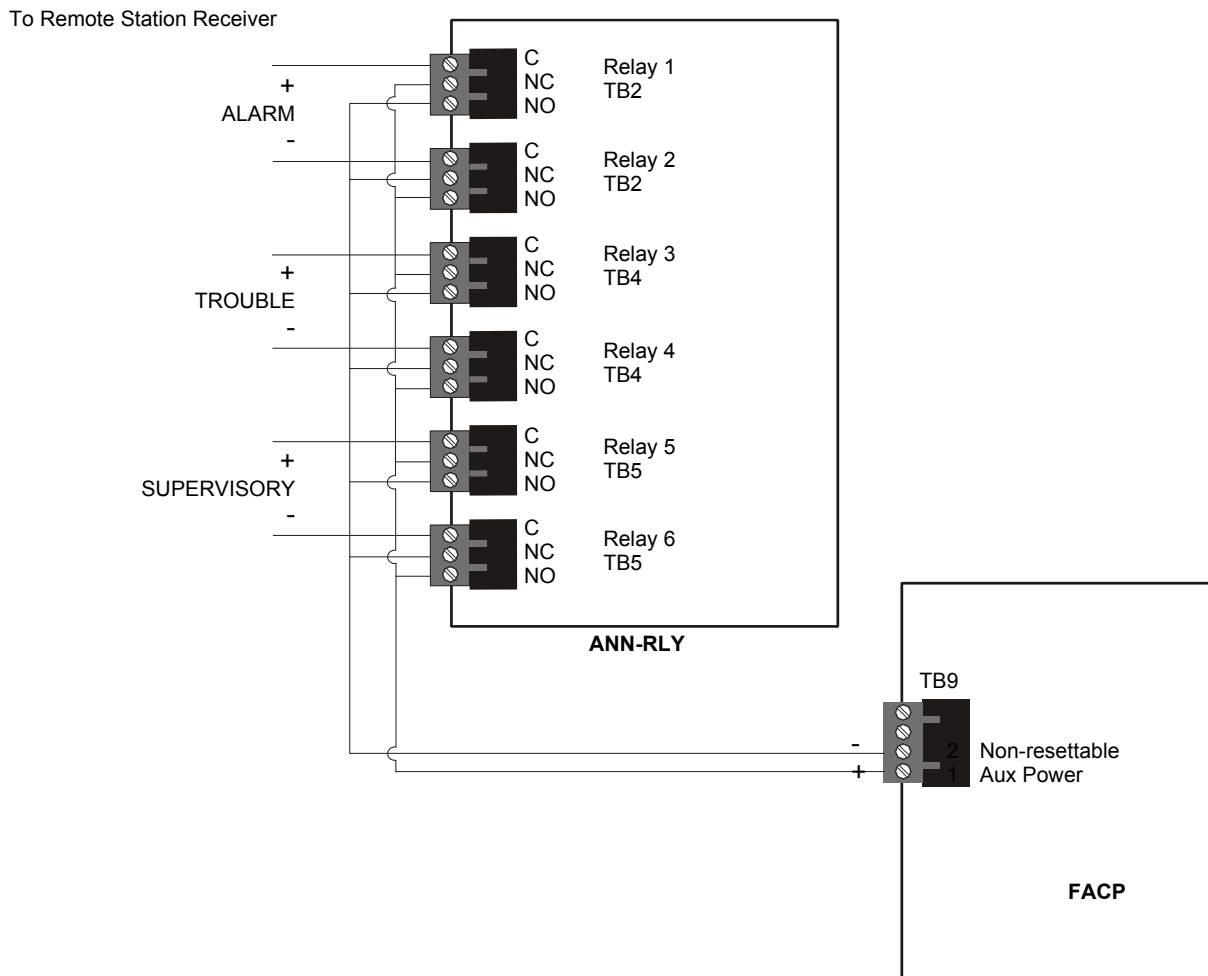 To Remote Station Receiver
C
NC
NO
Relay 1
TB2
+
ALARM
-
C
NC
NO
Relay 2
TB2
C
NC
NO
Relay 3
TB4
+
TROUBLE
-
C
NC
NO
Relay 4
TB4
C
NC
NO
Relay 5
TB5
+
SUPERVISORY
-
C
NC
NO
Relay 6
TB5
ANN-RLY
TB9
-
2 Non-resettable
+
1 Aux Power
FACP